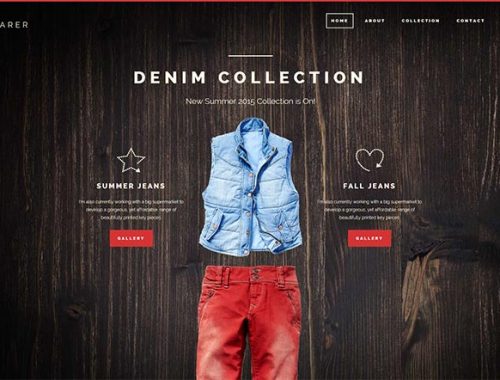 ARER
HOME ABOUT COLLECTION CONTACT
DENIM COLLECTION
New Summer 2015 Collection is On!
SUMMER JEANS
I'm also currently working with a big supermarket to
develop a gorgeous, yet affordable range of
beautifully printed key pieces
GALLERY
FALL JEANS
I'm also currently working with a big supermarket to
develop a gorgeous, yet affordable range of
beautifully printed key pieces
GALLERY